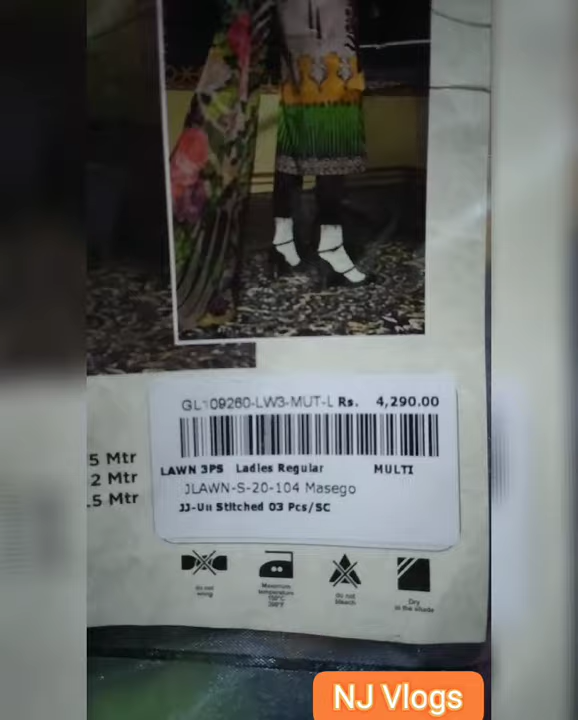 GL109260-LW3-MUT-L Rs. 4,290.00
5 Mtr
LAWN 3PS Ladies Regular MULTI
2 Mtr
JLAWN-S-20-104 Masego
.5 Mtr
JJ-Un Stitched 03 Pcs/SC
do not
wring
Maximum
temperature
do not
bleach
Dry
in the shade
NJ Vlogs